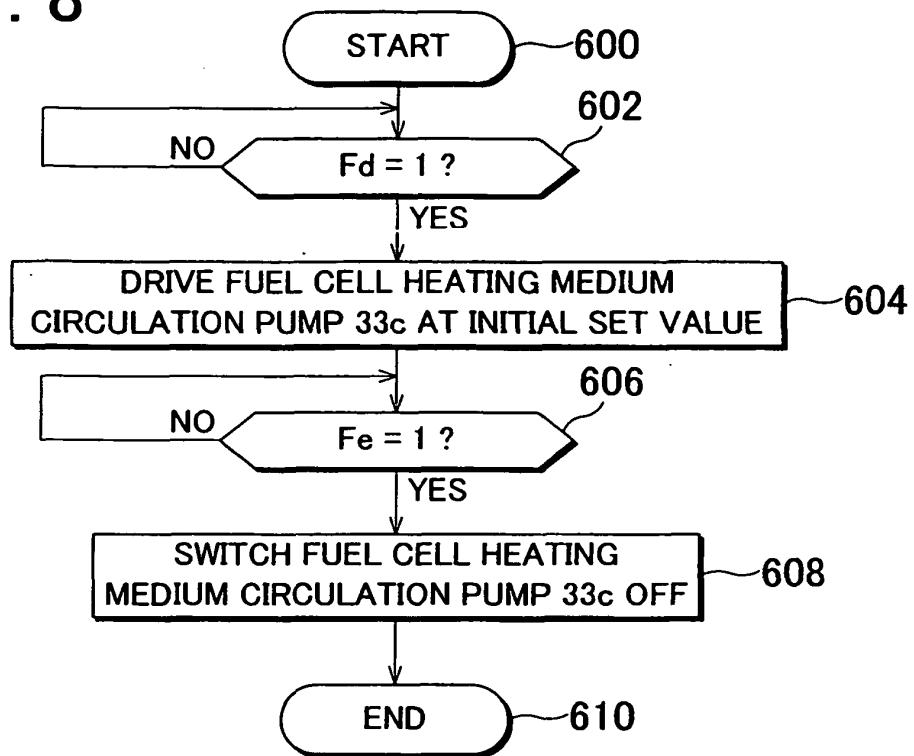 . 8
START
600
602
NO
Fd = 1 ?
YES
DRIVE FUEL CELL HEATING MEDIUM
CIRCULATION PUMP 33c AT INITIAL SET VALUE
604
606
NO
Fe = 1 ?
YES
SWITCH FUEL CELL HEATING
MEDIUM CIRCULATION PUMP 33c OFF
608
END
610